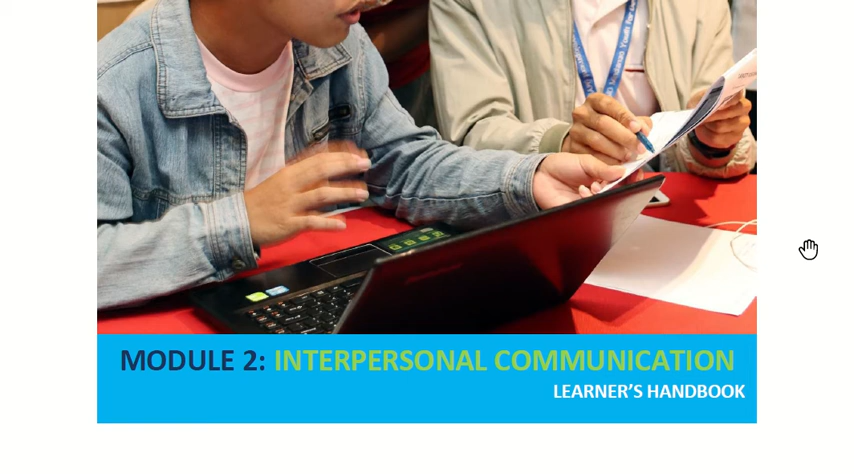 MODULE 2: INTERPERSONAL COMMUNICATION
LEARNER'S HANDBOOK